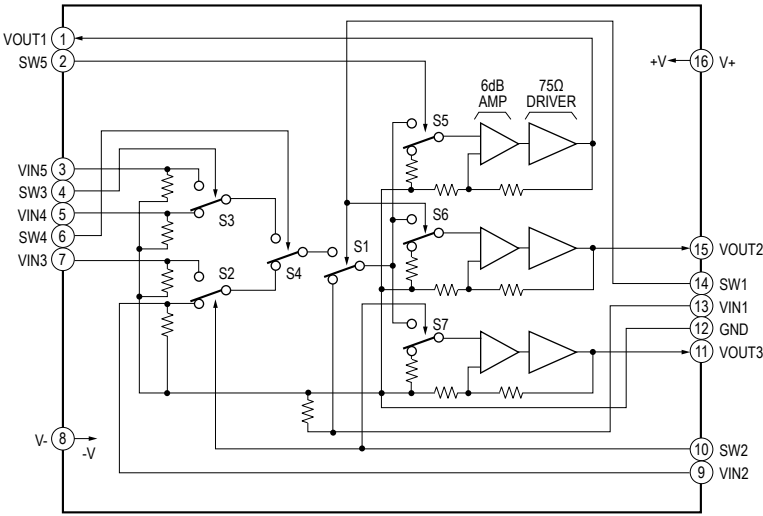 VOUT1 1
SW5 2
+V 16 V+
6dB
AMP
75Ω
DRIVER
S5
VIN5 3
SW3 4
VIN4 5
SW4 6
VIN3 7
S3
S2
S4
S1
S6
15 VOUT2
14 SW1
13 VIN1
12 GND
11 VOUT3
S7
V- 8
-V
10 SW2
9 VIN2